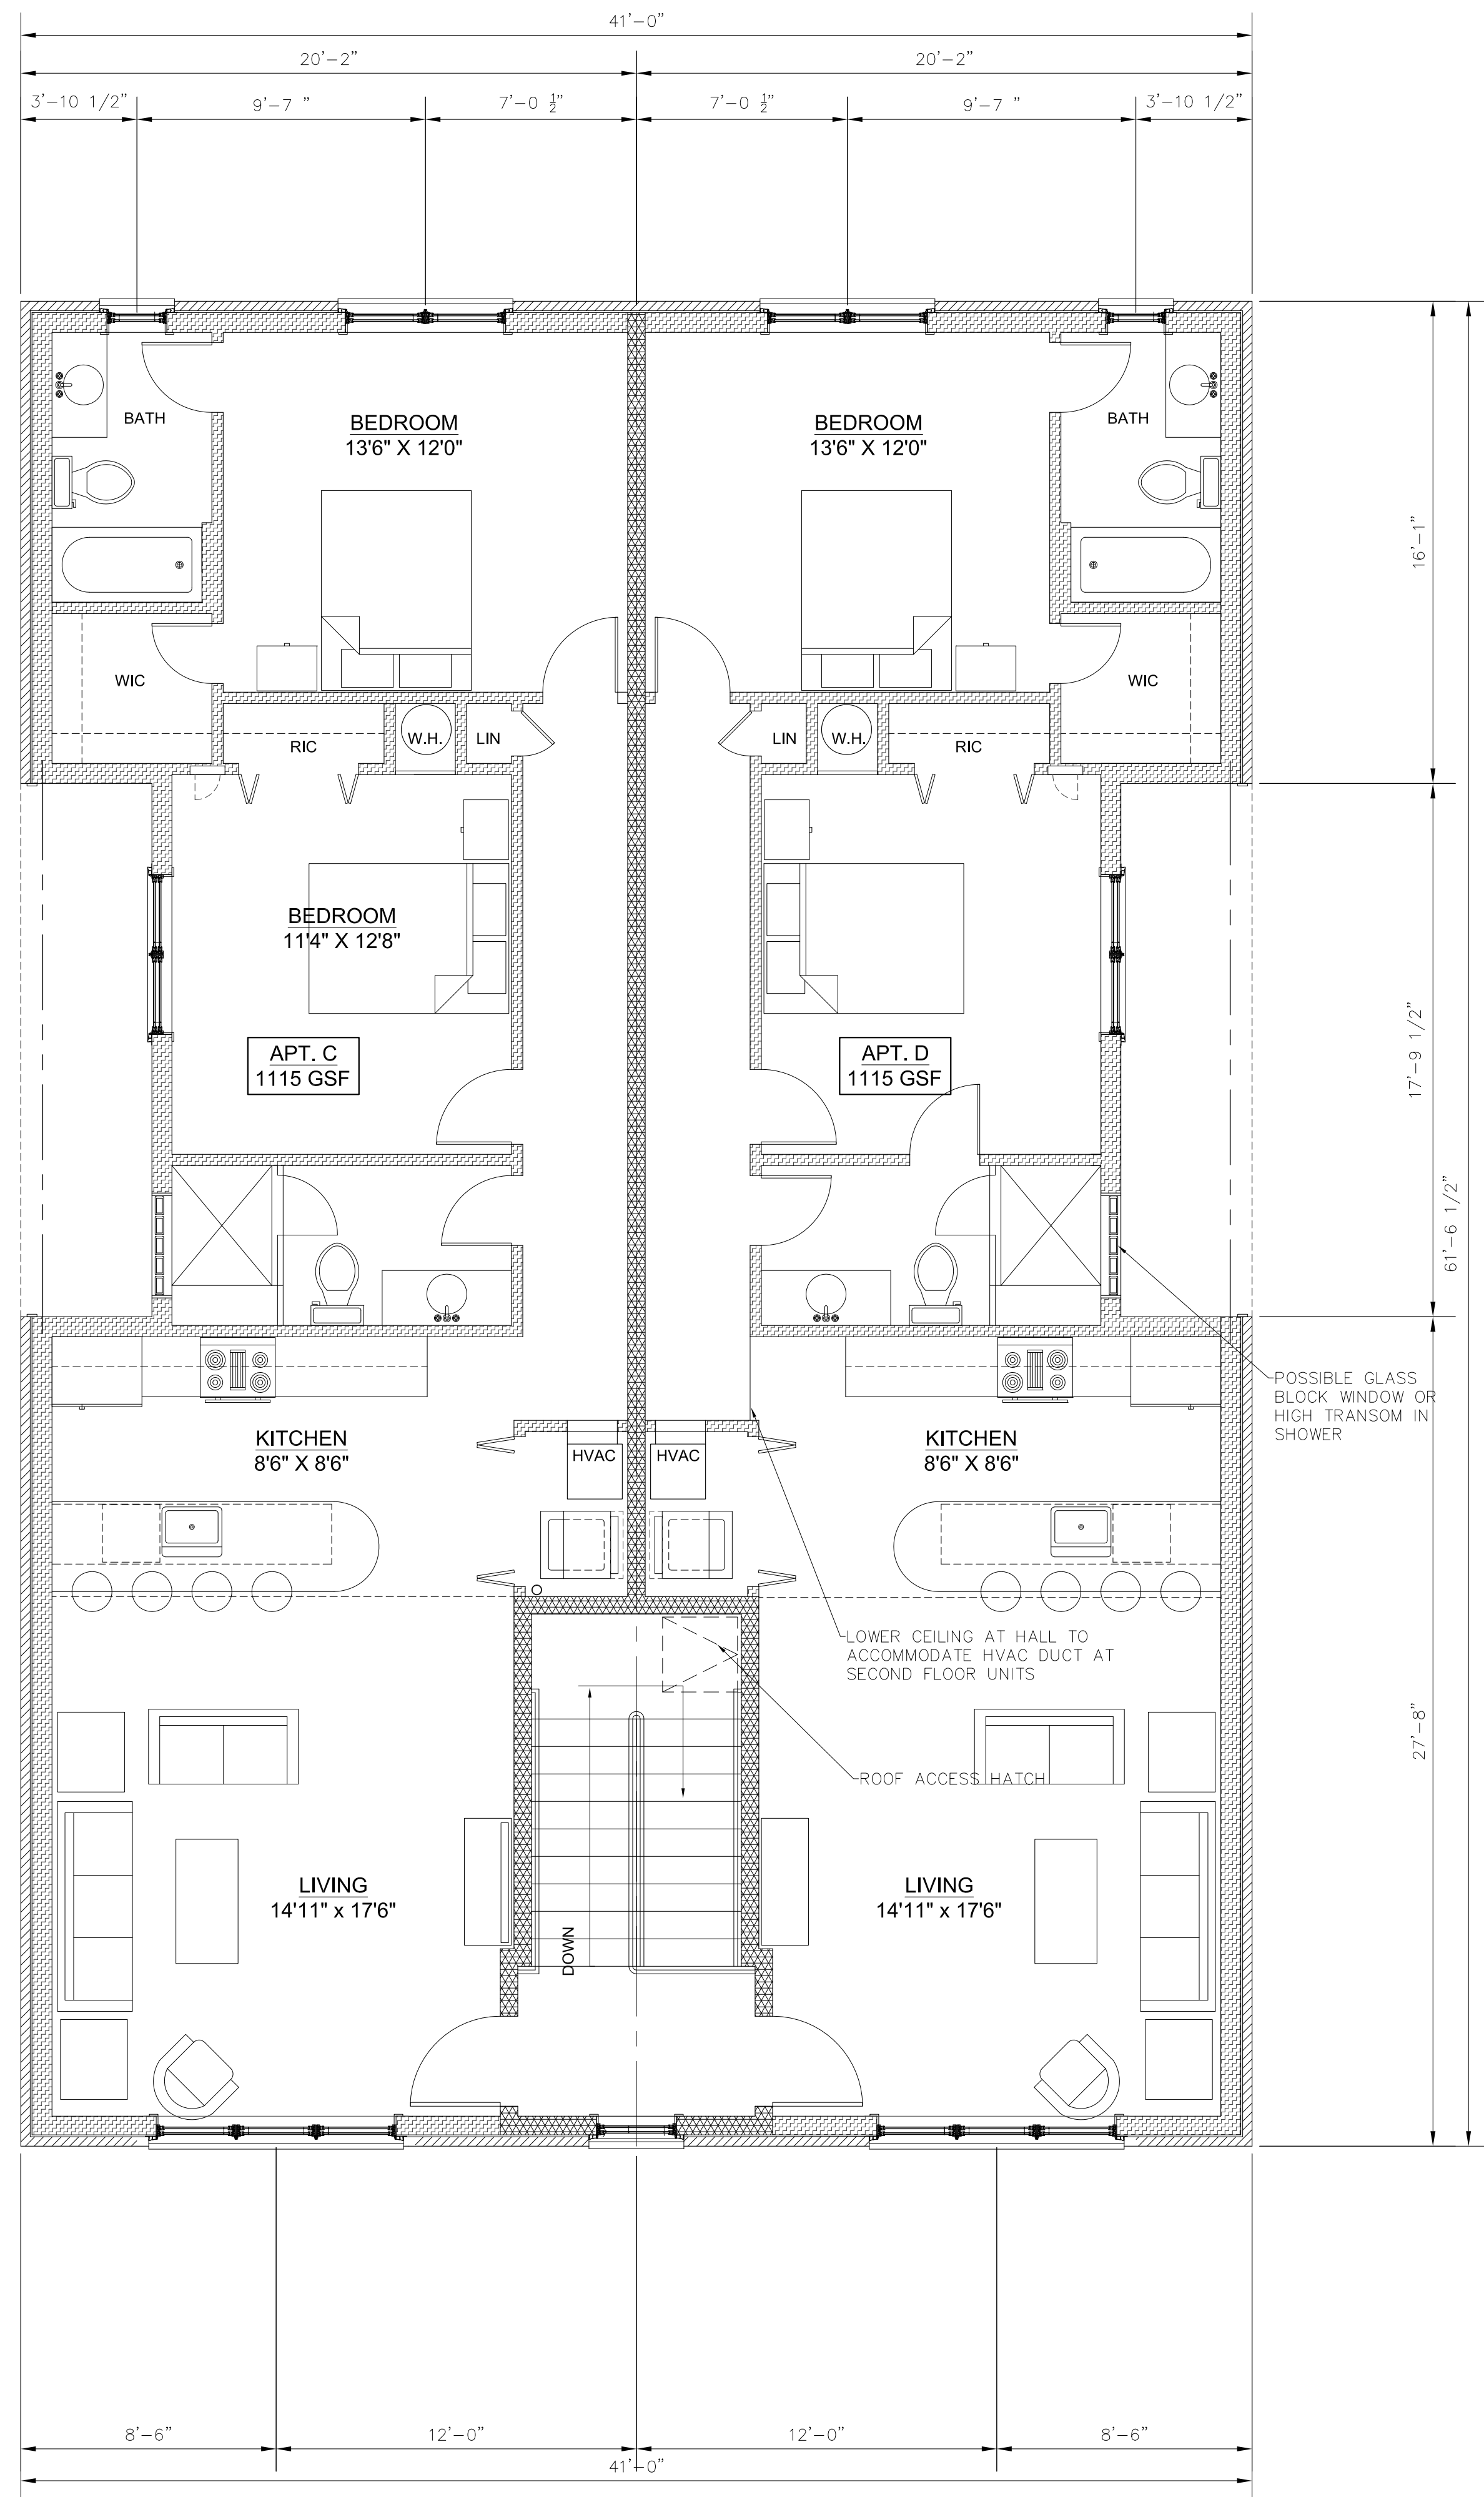 41'-0"
20'-2" 20'-2"
3'-10 1/2" 9'-7 " 7'-0 ½" 7'-0 ½" 9'-7 " 3'-10 1/2"
BATH
BEDROOM
13'6" X 12'0"
BEDROOM
13'6" X 12'0"
BATH
16'-1"
WIC
WIC
RIC
W.H.
LIN
LIN
W.H.
RIC
BEDROOM
11'4" X 12'8"
APT. C
1115 GSF
APT. D
1115 GSF
17'-9 1/2"
61'-6 1/2"
POSSIBLE GLASS
BLOCK WINDOW OR
HIGH TRANSOM IN
SHOWER
KITCHEN
8'6" X 8'6"
HVAC
HVAC
KITCHEN
8'6" X 8'6"
LOWER CEILING AT HALL TO
ACCOMMODATE HVAC DUCT AT
SECOND FLOOR UNITS
27'-8"
ROOF ACCESS HATCH
LIVING
14'11" x 17'6"
DOWN
LIVING
14'11" x 17'6"
8'-6" 12'-0" 12'-0" 8'-6"
41'-0"